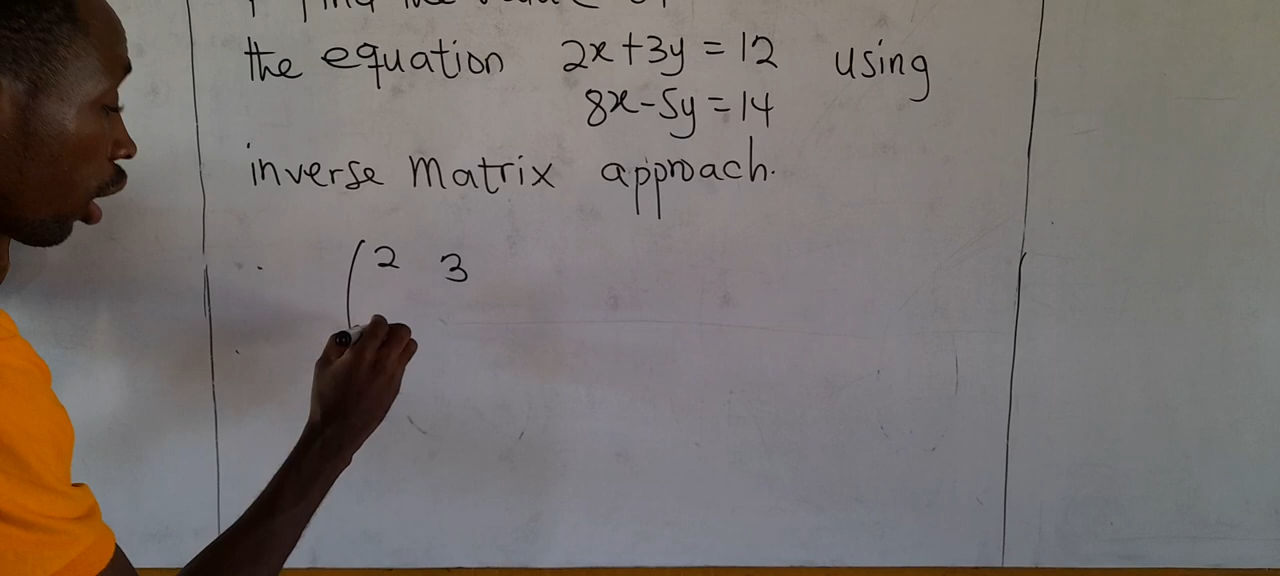 the equation 2x+3y=12 using
8x-5y=14
inverse matrix approach.
(2 3